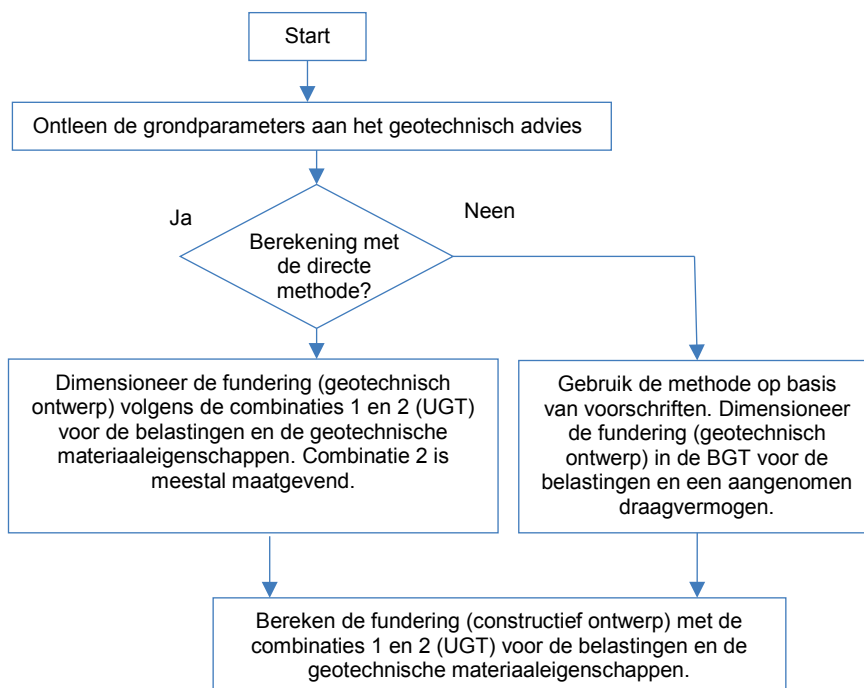 Start
Ontleen de grondparameters aan het geotechnisch advies
Ja
Neen
Berekening met
de directe
methode?
Dimensioneer de fundering (geotechnisch
ontwerp) volgens de combinaties 1 en 2 (UGT)
voor de belastingen en de geotechnische
materiaaleigenschappen. Combinatie 2 is
meestal maatgevend.
Gebruik de methode op basis
van voorschriften. Dimensioneer
de fundering (geotechnisch
ontwerp) in de BGT voor de
belastingen en een aangenomen
draagvermogen.
Bereken de fundering (constructief ontwerp) met de
combinaties 1 en 2 (UGT) voor de belastingen en de
geotechnische materiaaleigenschappen.